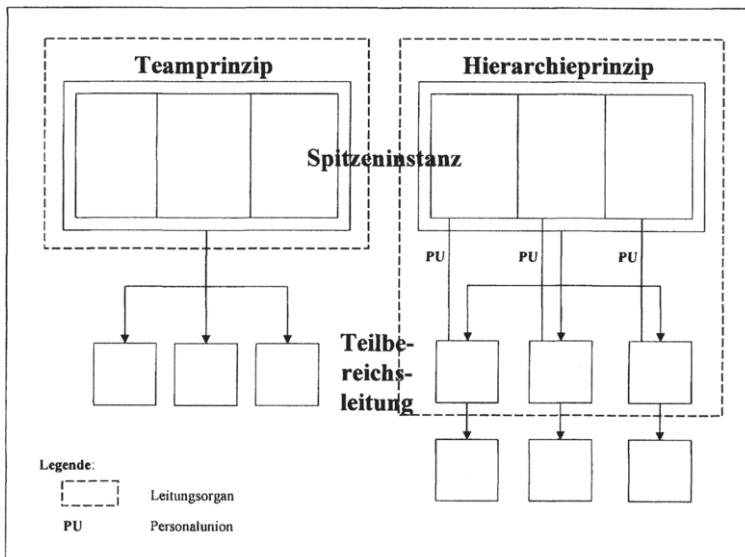 Teamprinzip
Hierarchieprinzip
Spitzeninstanz
PU
PU
PU
Teilbe-
reichs-
leitung
Legende:
Leitungsorgan
PU
Personalunion